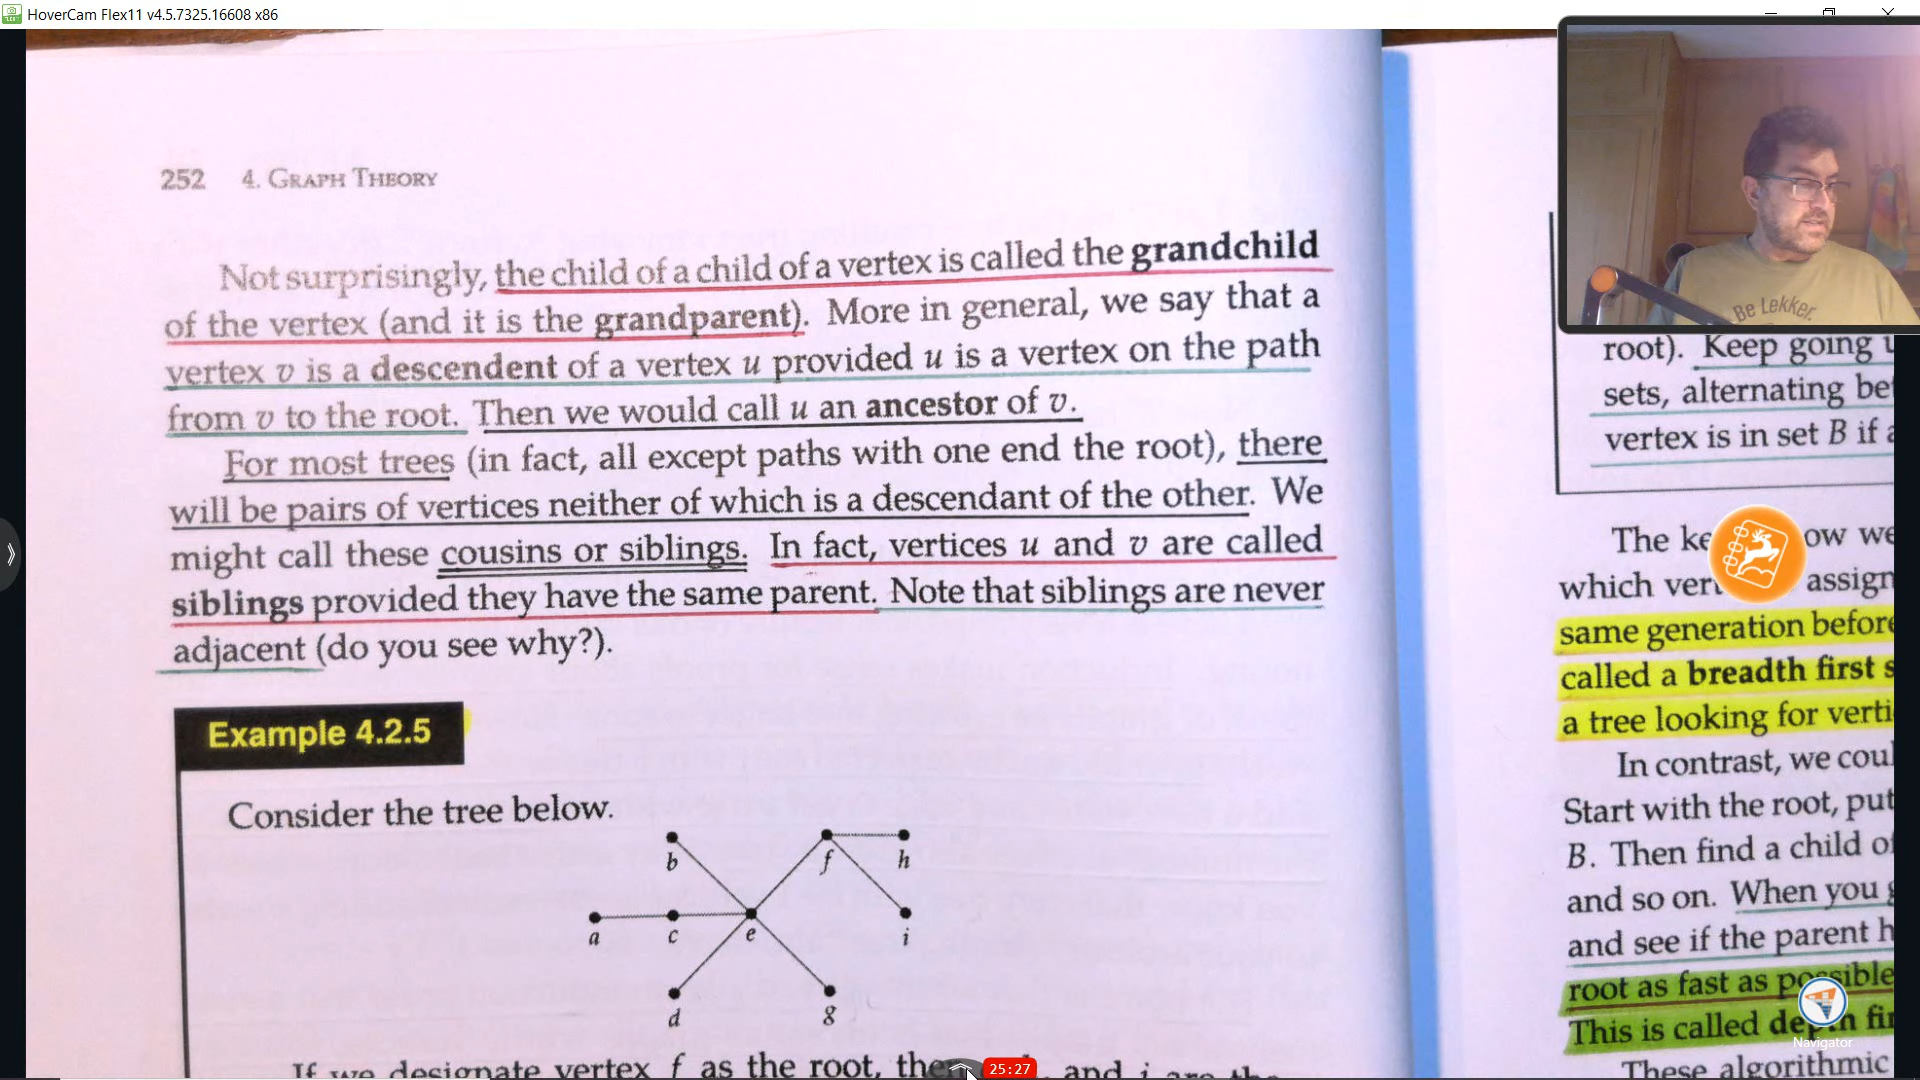 HoverCam Flex11 v4.5.7325.16608 x86
252 4. GRAPH THEORY
Not surprisingly, the child of a child of a vertex is called the grandchild
of the vertex (and it is the grandparent). More in general, we say that a
vertex v is a descendent of a vertex u provided u is a vertex on the path
from v to the root. Then we would call u an ancestor of v.
For most trees (in fact, all except paths with one end the root), there
will be pairs of vertices neither of which is a descendant of the other. We
might call these cousins or siblings. In fact, vertices u and v are called
siblings provided they have the same parent. Note that siblings are never
adjacent (do you see why?).
Example 4.2.5
Consider the tree below.
b
f
h
a
c
e
i
d
g
If we designate vertex f as the root, and i are the
25:27
Be Lekker.
root). Keep going
sets, alternating
vertex is in set B if
The ow
which assign
same generation before
called a breadth first
a tree looking for
In contrast, we
Start with the root, put
B. Then find a child
and so on. When you
and see if the parent
root as fast as possible
This is called
Navigator
These algorithmic